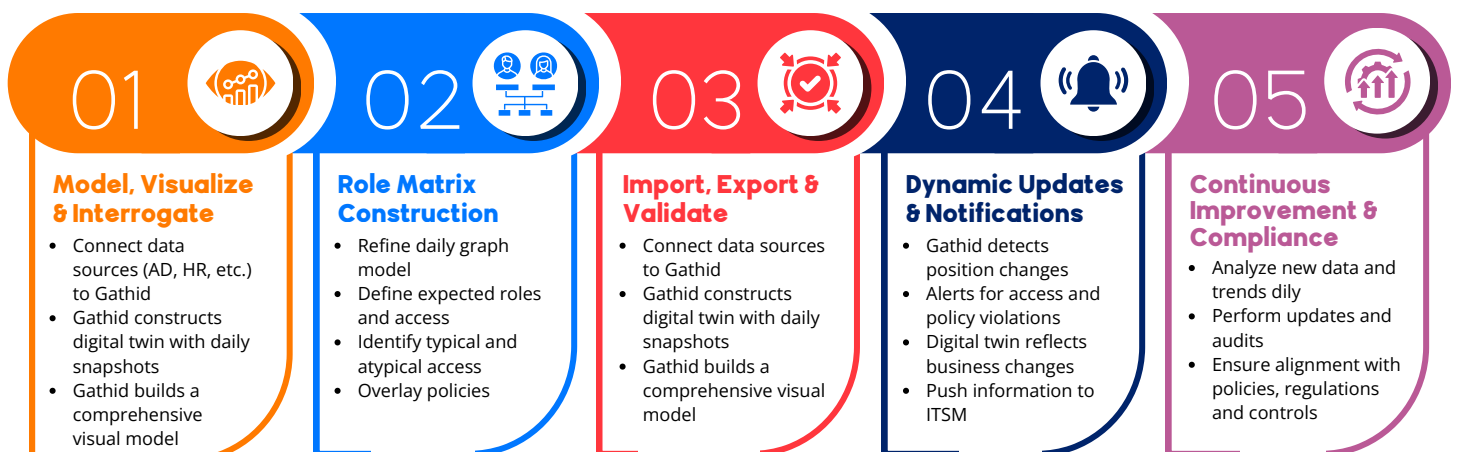 01
Model, Visualize
& Interrogate
• Connect data
sources (AD, HR, etc.)
to Gathid
• Gathid constructs
digital twin with daily
snapshots
• Gathid builds a
comprehensive
visual model
02
Role Matrix
Construction
• Refine daily graph
model
• Define expected roles
and access
• Identify typical and
atypical access
• Overlay policies
03
Import, Export &
Validate
• Connect data sources
to Gathid
• Gathid constructs
digital twin with daily
snapshots
• Gathid builds a
comprehensive visual
model
04
Dynamic Updates
& Notifications
• Gathid detects
position changes
• Alerts for access and
policy violations
• Digital twin reflects
business changes
• Push information to
ITSM
05
Continuous
Improvement &
Compliance
• Analyze new data and
trends dily
• Perform updates and
audits
• Ensure alignment with
policies, regulations
and controls